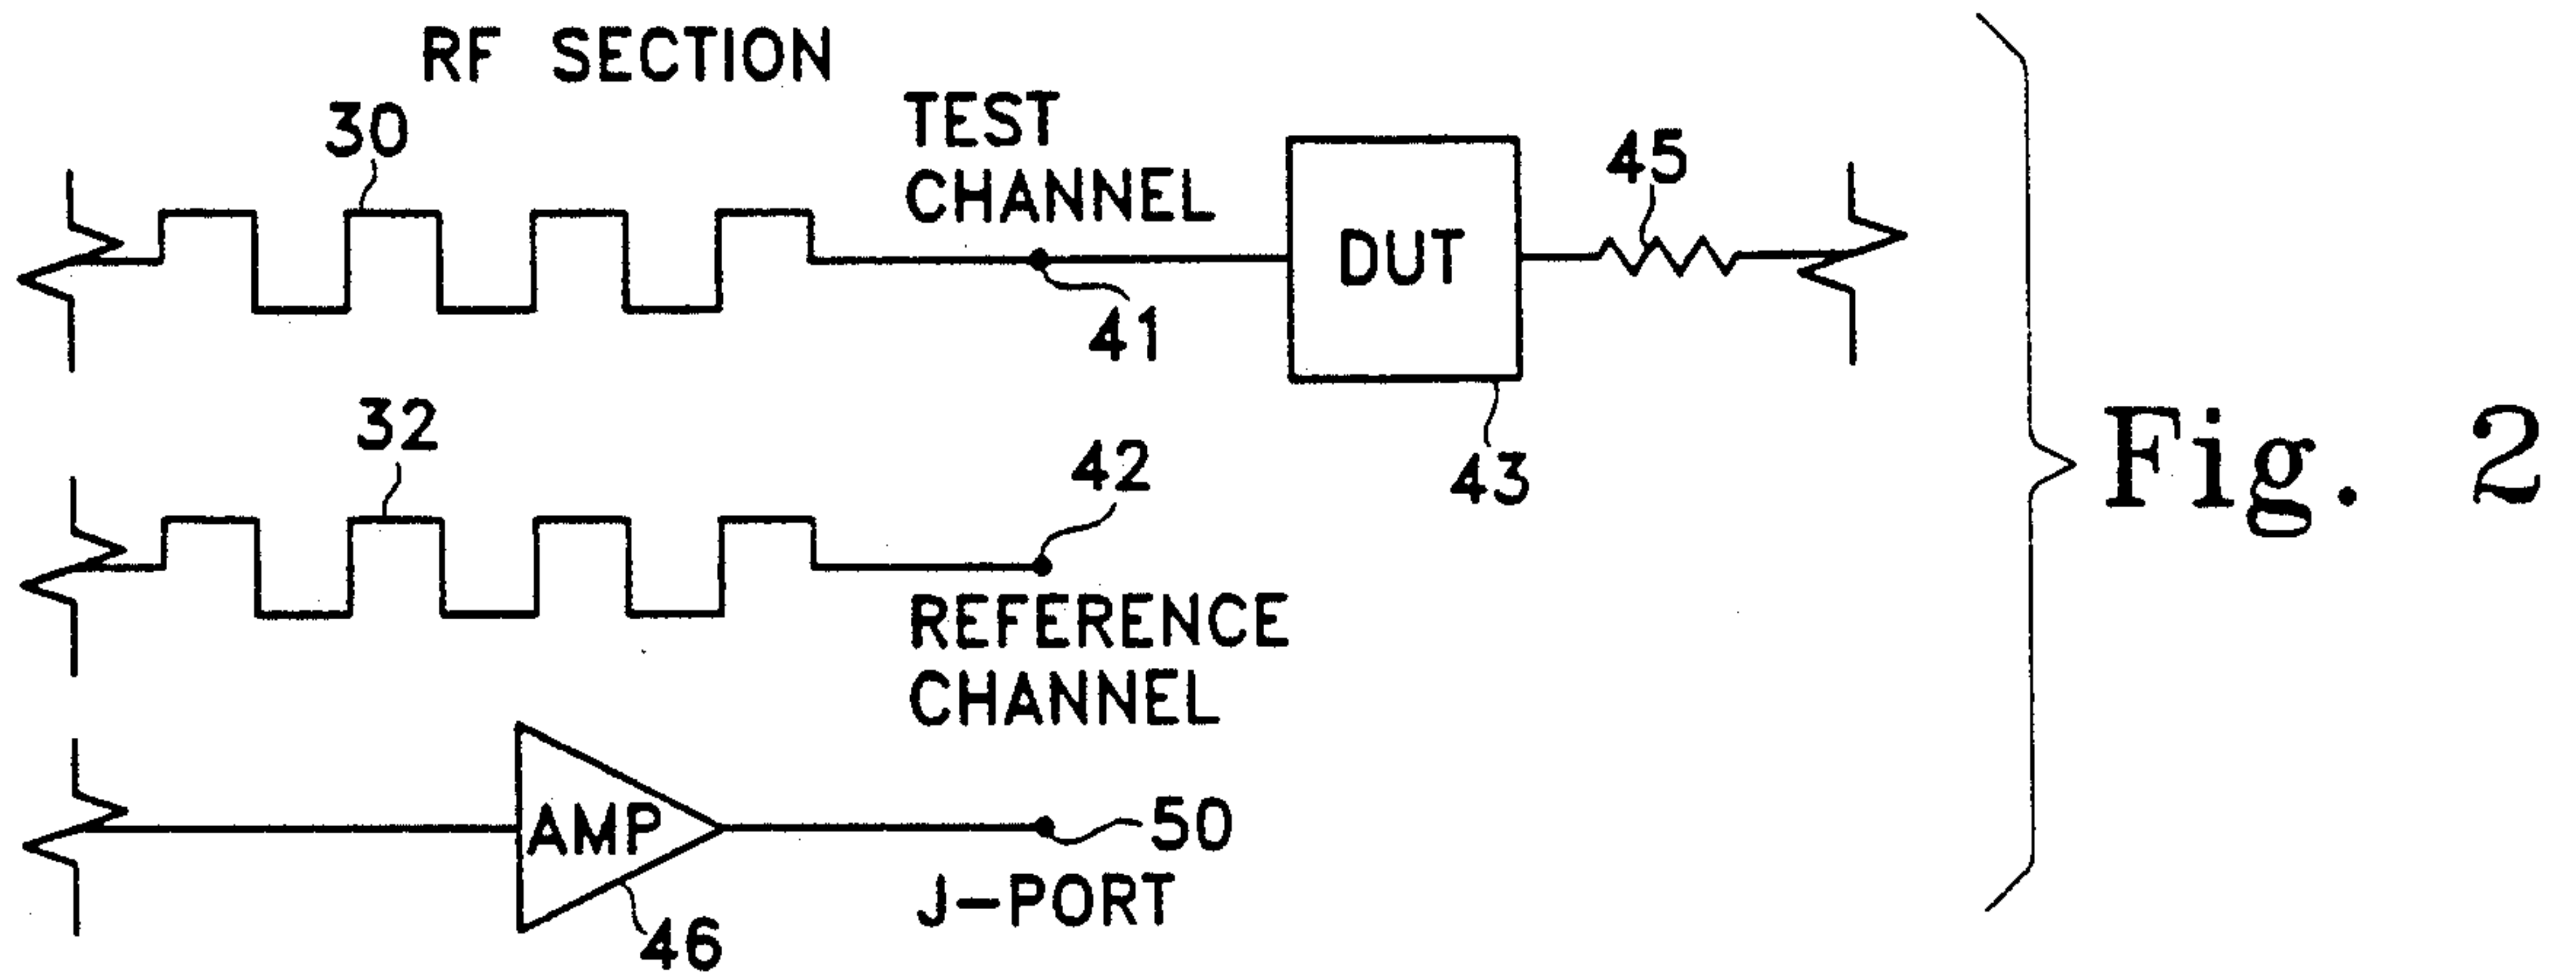 RF SECTION
30
TEST
CHANNEL
41
DUT
45
43
32
42
REFERENCE
CHANNEL
AMP
46
50
J-PORT
Fig. 2